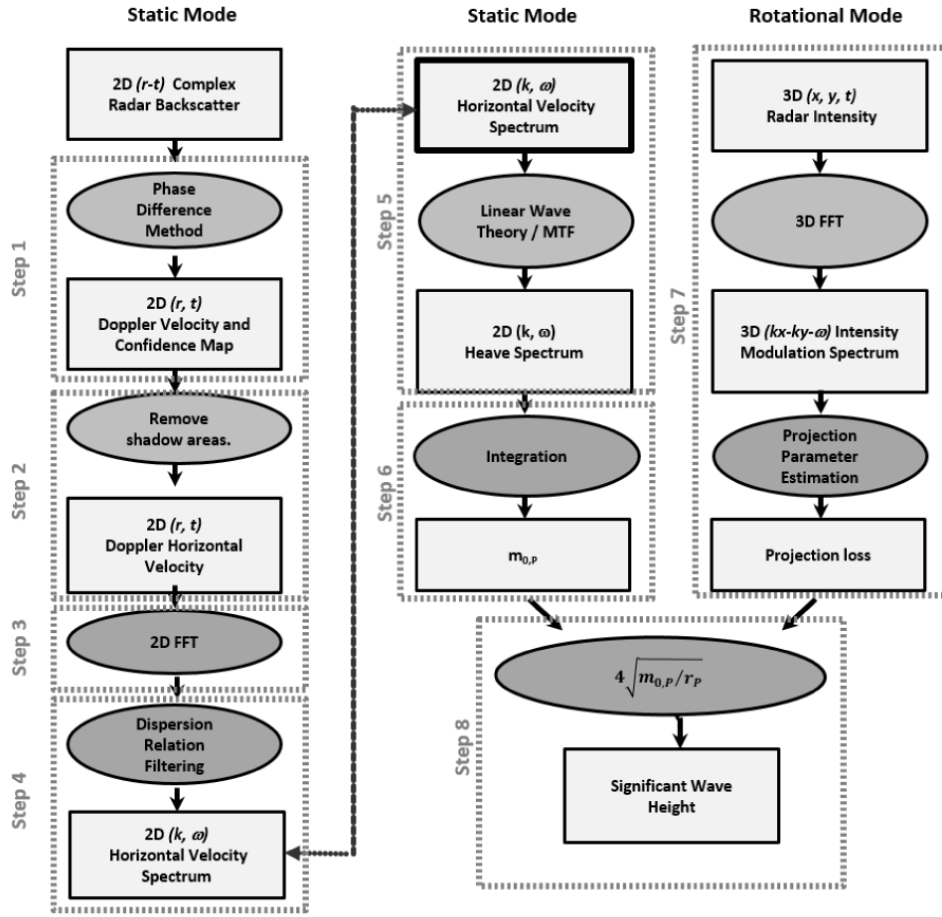 Static Mode
2D (r-t) Complex
Radar Backscatter
Step 1
Phase
Difference
Method
2D (r, t)
Doppler Velocity and
Confidence Map
Step 2
Remove
shadow areas.
2D (r, t)
Doppler Horizontal
Velocity
Step 3
2D FFT
Step 4
Dispersion
Relation
Filtering
2D (k, ω)
Horizontal Velocity
Spectrum
Static Mode
2D (k, ω)
Horizontal Velocity
Spectrum
Step 5
Linear Wave
Theory / MTF
2D (k, ω)
Heave Spectrum
Step 6
Integration
m0,P
Rotational Mode
3D (x, y, t)
Radar Intensity
3D FFT
Step 7
3D (kx-ky-ω) Intensity
Modulation Spectrum
Projection
Parameter
Estimation
Projection loss
Step 8
4√m0,P/rP
Significant Wave
Height